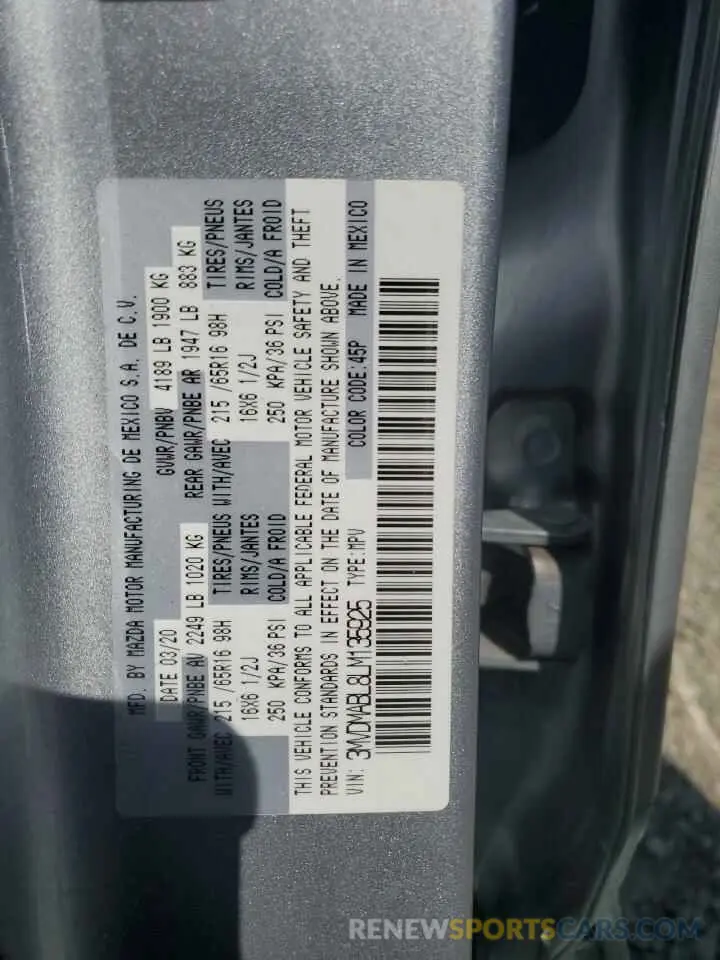 MFD. BY MAZDA MOTOR MANUFACTURING DE MEXICO S.A. DE C.V.
DATE 03/20 GVWR/PNBV 4189 LB 1900 KG
FRONT GAWR/PNBE AV 2249 LB 1020 KG REAR GAWR/PNBE AR 1947 LB 883 KG
WITH/AVEC 215 /65R16 98H TIRES/PNEUS WITH/AVEC 215 /65R16 98H TIRES/PNEUS
16X6 1/2J RIMS/JANTES 16X6 1/2J RIMS/JANTES
250 KPA/36 PSI COLD/A FROID 250 KPA/36 PSI COLD/A FROID
THIS VEHICLE CONFORMS TO ALL APPLICABLE FEDERAL MOTOR VEHICLE SAFETY AND THEFT
PREVENTION STANDARDS IN EFFECT ON THE DATE OF MANUFACTURE SHOWN ABOVE.
VIN: 3MVDMABL8LM135925 TYPE:MPV COLOR CODE:45P MADE IN MEXICO
RENEWSPORTSCARS.COM